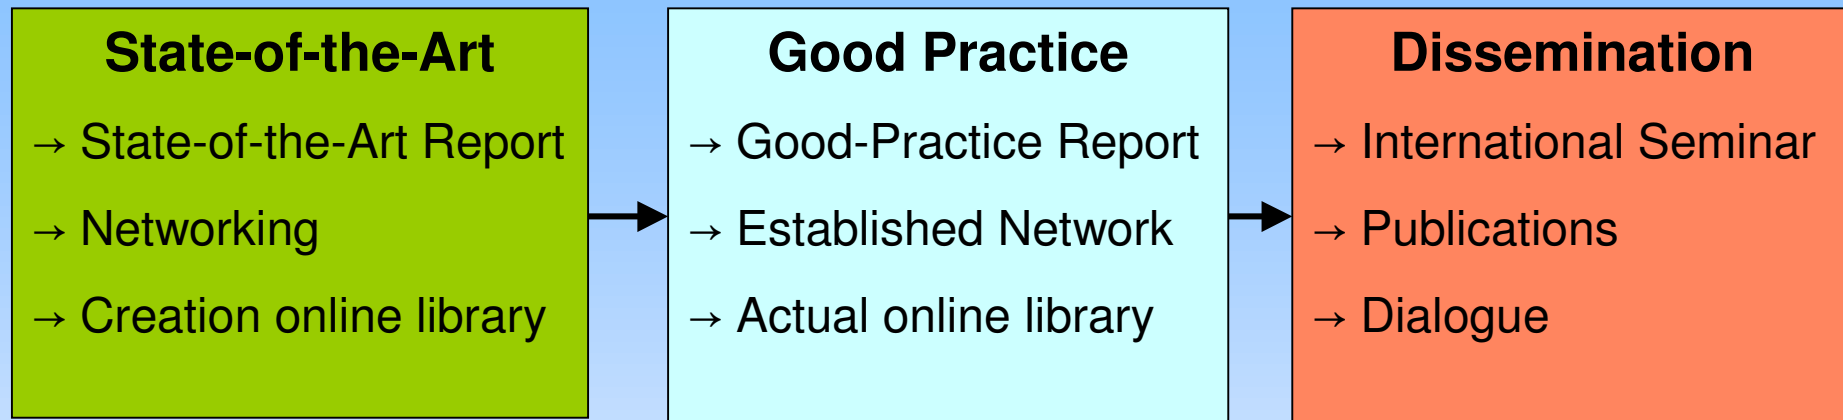 State-of-the-Art
→ State-of-the-Art Report
→ Networking
→ Creation online library
Good Practice
→ Good-Practice Report
→ Established Network
→ Actual online library
Dissemination
→ International Seminar
→ Publications
→ Dialogue